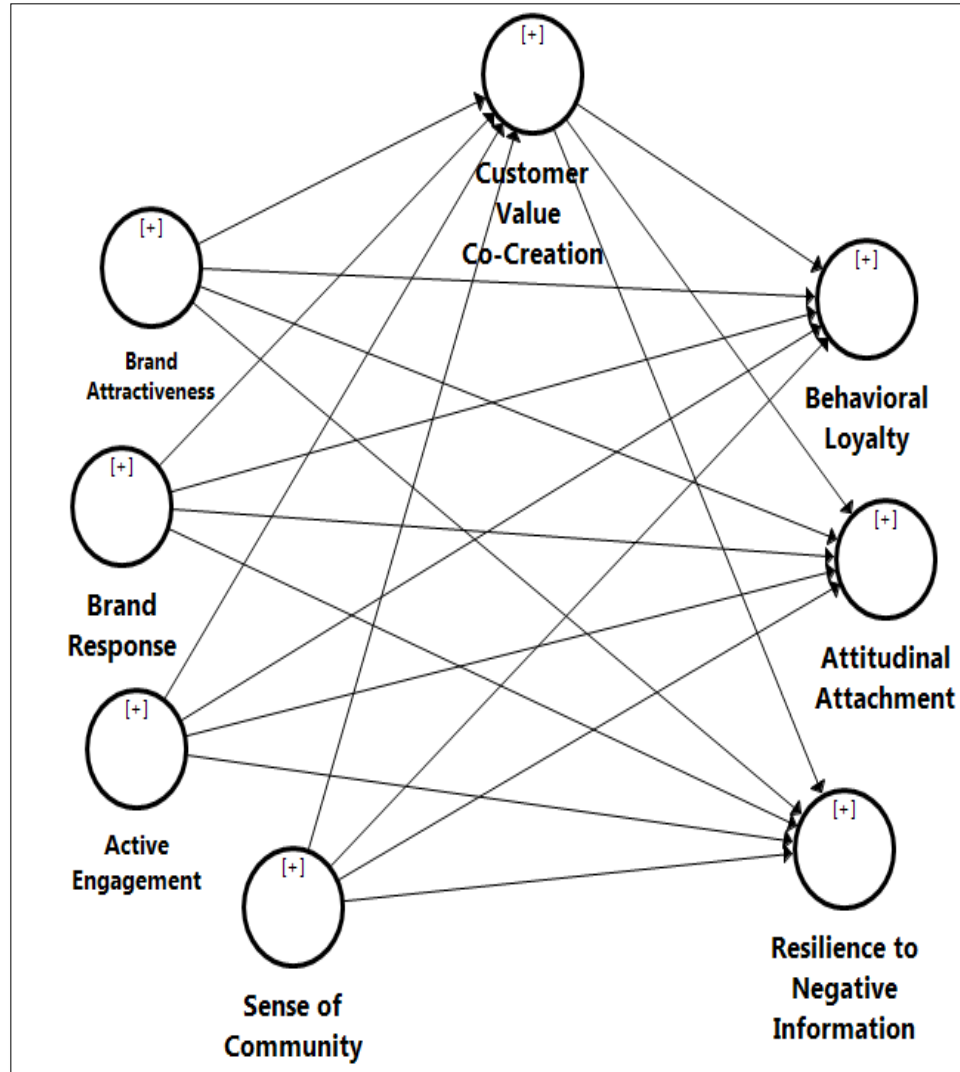 [+]
Customer
Value
Co-Creation
[+]
Brand
Attractiveness
[+]
Behavioral
Loyalty
[+]
Brand
Response
[+]
Attitudinal
Attachment
[+]
Active
Engagement
[+]
Sense of
Community
[+]
Resilience to
Negative
Information